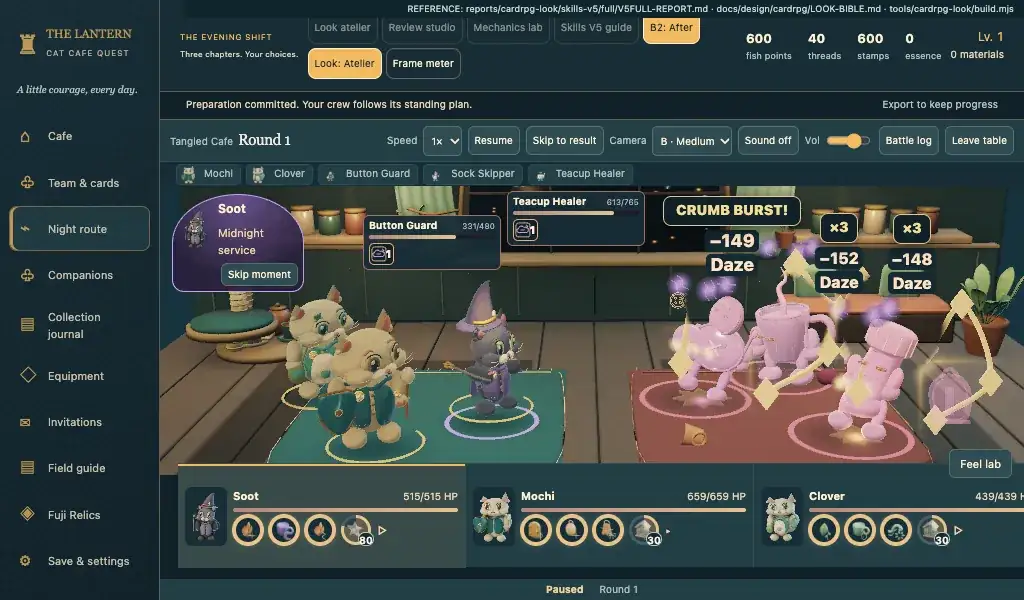 REFERENCE: reports/cardrpg-look/skills-v5/full/V5FULL-REPORT.md · docs/design/cardrpg/LOOK-BIBLE.md · tools/cardrpg-look/build.mjs
THE LANTERN
CAT CAFE QUEST
A little courage, every day.
Cafe
Team & cards
Night route
Companions
Collection
journal
Equipment
Invitations
Field guide
Fuji Relics
Save & settings
THE EVENING SHIFT
Three chapters. Your choices.
Look atelier
Review studio
Mechanics lab
Skills V5 guide
B2: After
Look: Atelier
Frame meter
600
fish points
40
threads
600
stamps
0
essence
Lv. 1
0 materials
Preparation committed. Your crew follows its standing plan.
Export to keep progress
Tangled Cafe Round 1
Speed
1×
Resume
Skip to result
Camera
B · Medium
Sound off
Vol
Battle log
Leave table
Mochi
Clover
Button Guard
Sock Skipper
Teacup Healer
Soot
Midnight
service
Skip moment
Button Guard 331/480
1
Teacup Healer 613/765
1
CRUMB BURST!
−149
Daze
×3
−152
Daze
×3
−148
Daze
Feel lab
Soot 515/515 HP
80
Mochi 659/659 HP
30
Clover 439/439 H
30
Paused Round 1